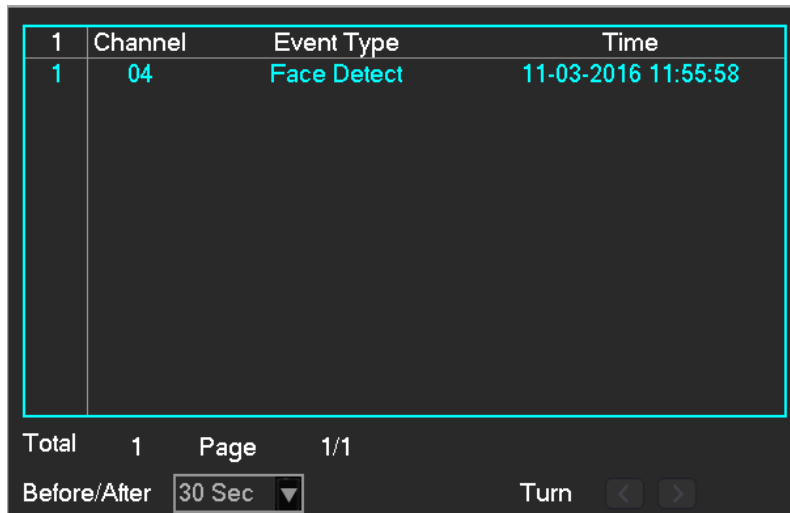 1 Channel Event Type Time
1 04 Face Detect 11-03-2016 11:55:58
Total 1 Page 1/1
Before/After 30 Sec Turn < >